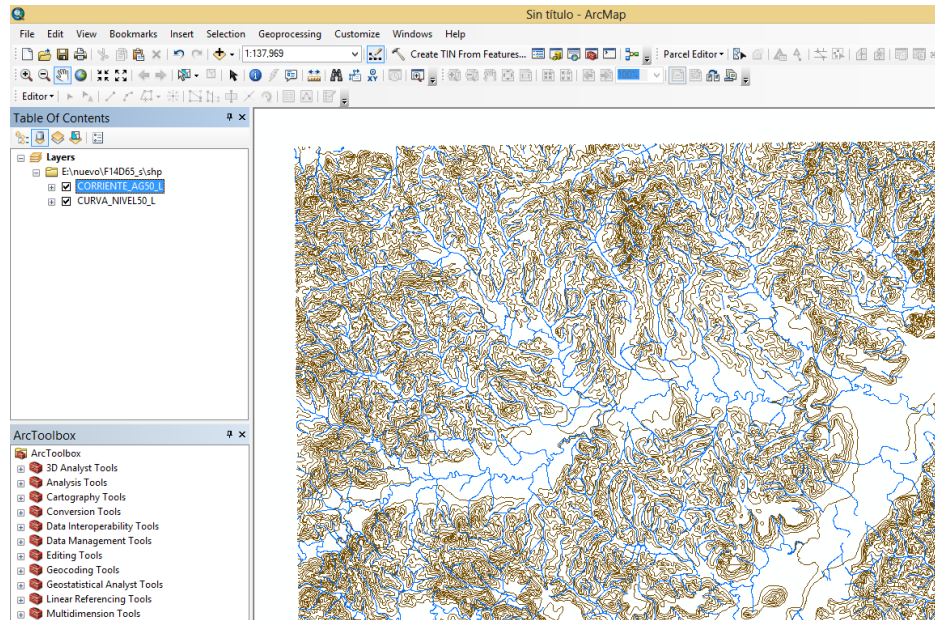 Sin título - ArcMap
File Edit View Bookmarks Insert Selection Geoprocessing Customize Windows Help
1:137,969 Create TIN From Features... Parcel Editor
100%
Editor
Table Of Contents
Layers
E:\nuevo\F14D65_s\shp
CORRIENTE_AG50_L
CURVA_NIVEL50_L
ArcToolbox
ArcToolbox
3D Analyst Tools
Analysis Tools
Cartography Tools
Conversion Tools
Data Interoperability Tools
Data Management Tools
Editing Tools
Geocoding Tools
Geostatistical Analyst Tools
Linear Referencing Tools
Multidimension Tools